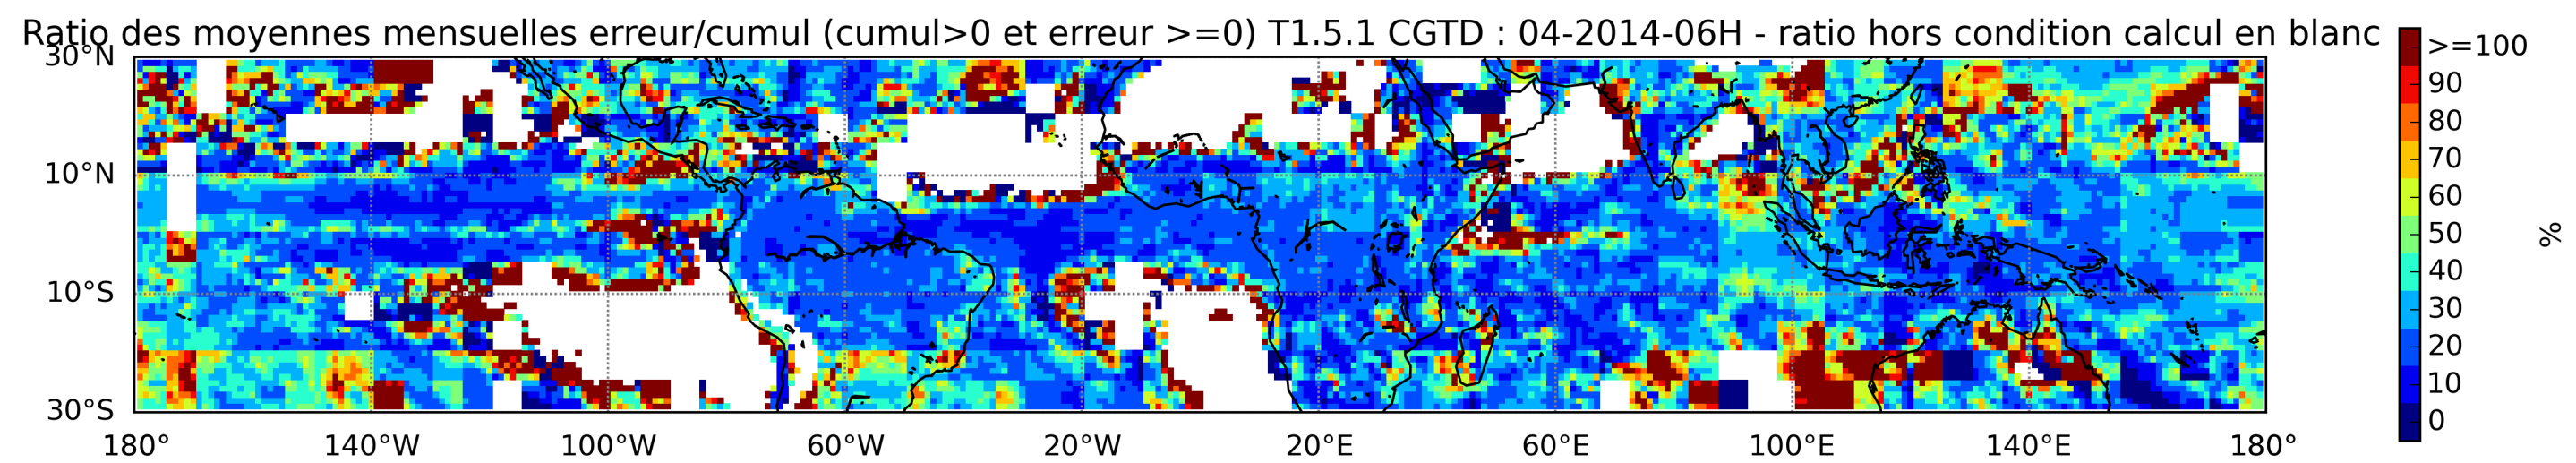 Ratio des moyennes mensuelles erreur/cumul (cumul>0 et erreur >=0) T1.5.1 CGTD : 04-2014-06H - ratio hors condition calcul en blanc
30°N
10°N
10°S
30°S
180° 140°W 100°W 60°W 20°W 20°E 60°E 100°E 140°E 180°
>=100
90
80
70
60
50
40
30
20
10
0
%